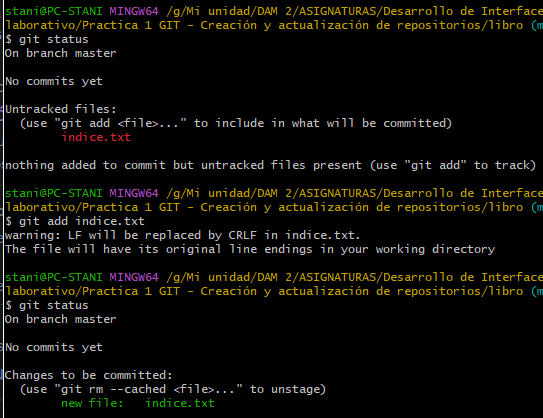 stani@PC-STANI MINGW64 /g/Mi unidad/DAM 2/ASIGNATURAS/Desarrollo de Interface
laborativo/Practica 1 GIT - Creación y actualización de repositorios/libro (m
$ git status
On branch master
No commits yet
Untracked files:
(use "git add <file>..." to include in what will be committed)
indice.txt
nothing added to commit but untracked files present (use "git add" to track)
stani@PC-STANI MINGW64 /g/Mi unidad/DAM 2/ASIGNATURAS/Desarrollo de Interface
laborativo/Practica 1 GIT - Creación y actualización de repositorios/libro (m
$ git add indice.txt
warning: LF will be replaced by CRLF in indice.txt.
The file will have its original line endings in your working directory
stani@PC-STANI MINGW64 /g/Mi unidad/DAM 2/ASIGNATURAS/Desarrollo de Interface
laborativo/Practica 1 GIT - Creación y actualización de repositorios/libro (m
$ git status
On branch master
No commits yet
Changes to be committed:
(use "git rm --cached <file>..." to unstage)
new file:   indice.txt